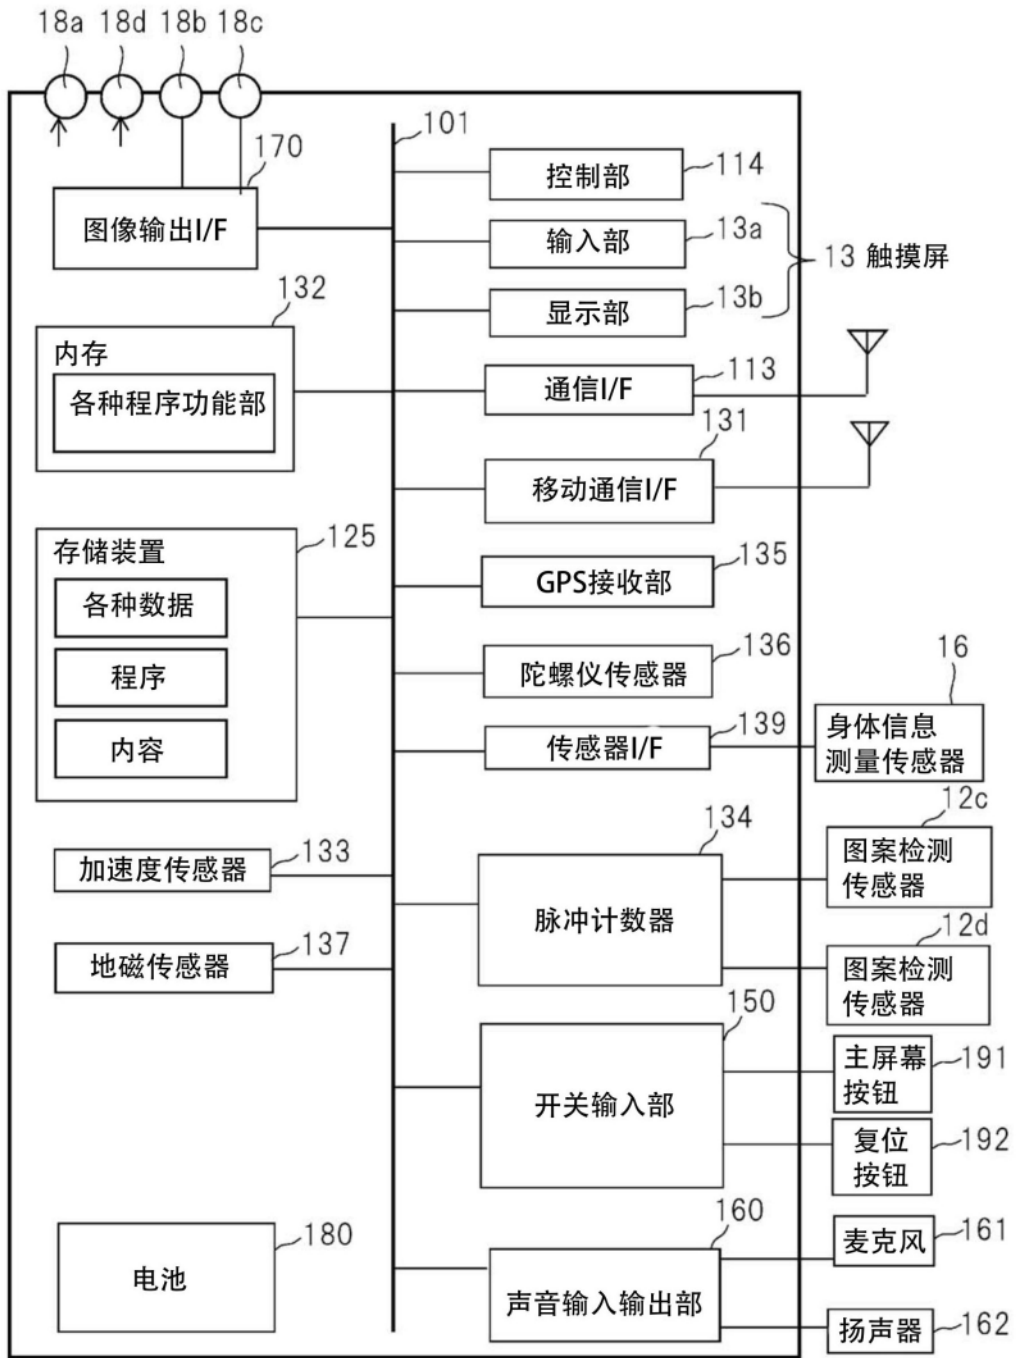 18a 18d 18b 18c
101
170
图像输出I/F
控制部
114
输入部
13a
13 触摸屏
显示部
13b
132
内存
各种程序功能部
通信I/F
113
131
移动通信I/F
125
存储装置
各种数据
程序
内容
GPS接收部
135
陀螺仪传感器
136
传感器I/F
139
16
身体信息
测量传感器
133
加速度传感器
134
脉冲计数器
12c
图案检测
传感器
137
地磁传感器
12d
图案检测
传感器
150
开关输入部
主屏幕
按钮
191
复位
按钮
192
180
电池
160
声音输入输出部
麦克风
161
扬声器
162